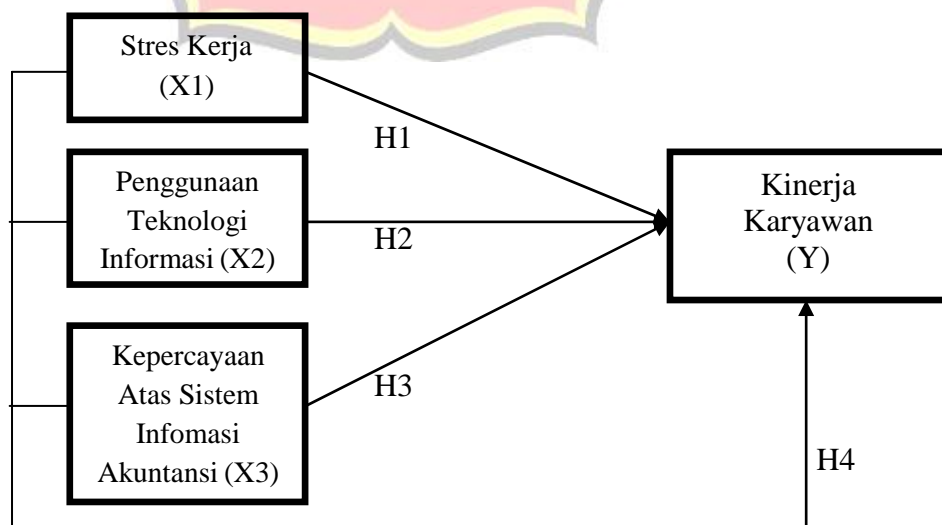 Stres Kerja
(X1)
H1
Penggunaan
Teknologi
Informasi (X2)
H2
Kinerja
Karyawan
(Y)
Kepercayaan
Atas Sistem
Infomasi
Akuntansi (X3)
H3
H4